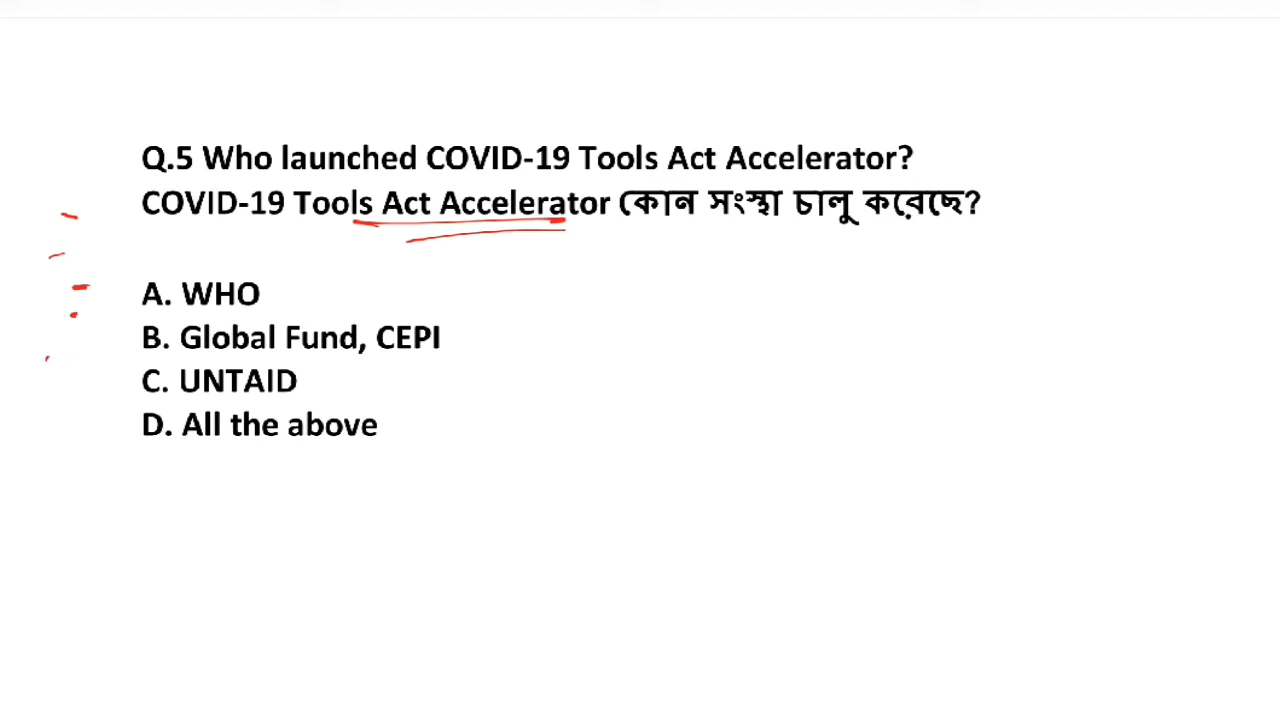 Q.5 Who launched COVID-19 Tools Act Accelerator?
COVID-19 Tools Act Accelerator কোন সংস্থা চালু করেছে?
A. WHO
B. Global Fund, CEPI
C. UNTAID
D. All the above